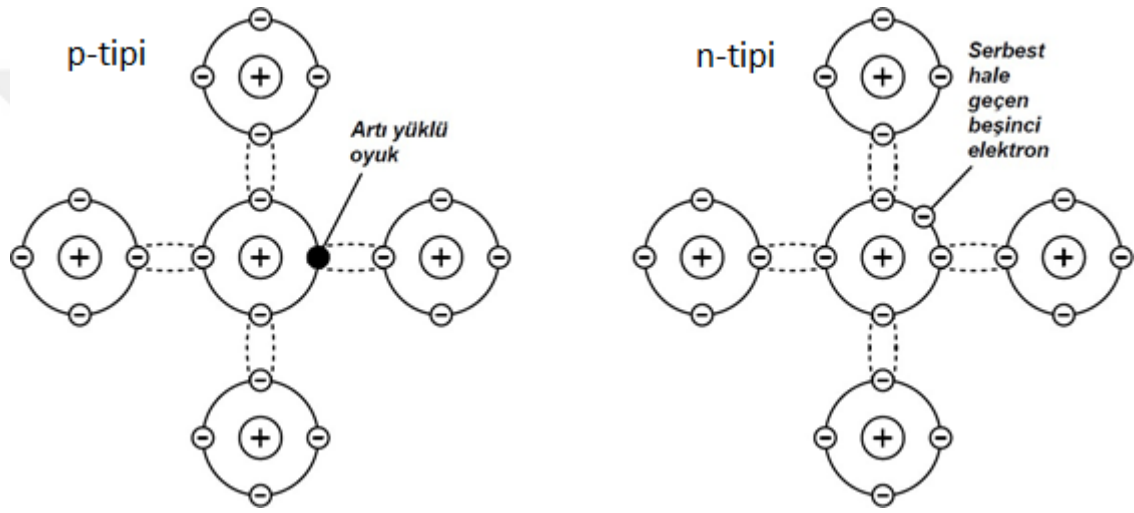 p-tipi
Artı yüklü
oyuk
n-tipi
Serbest
hale
geçen
beşinci
elektron